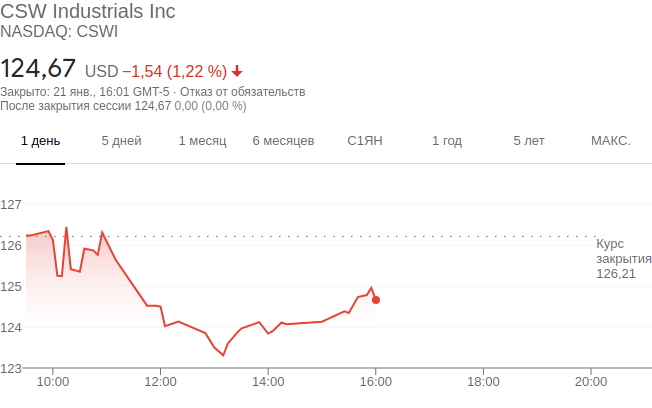 CSW Industrials Inc
NASDAQ: CSWI
124,67 USD −1,54 (1,22 %)
Закрыто: 21 янв., 16:01 GMT-5 · Отказ от обязательств
После закрытия сессии 124,67 0,00 (0,00 %)
1 день 5 дней 1 месяц 6 месяцев С1ЯН 1 год 5 лет МАКС.
127
126
125
124
123
Курс
закрытия
126,21
10:00 12:00 14:00 16:00 18:00 20:00